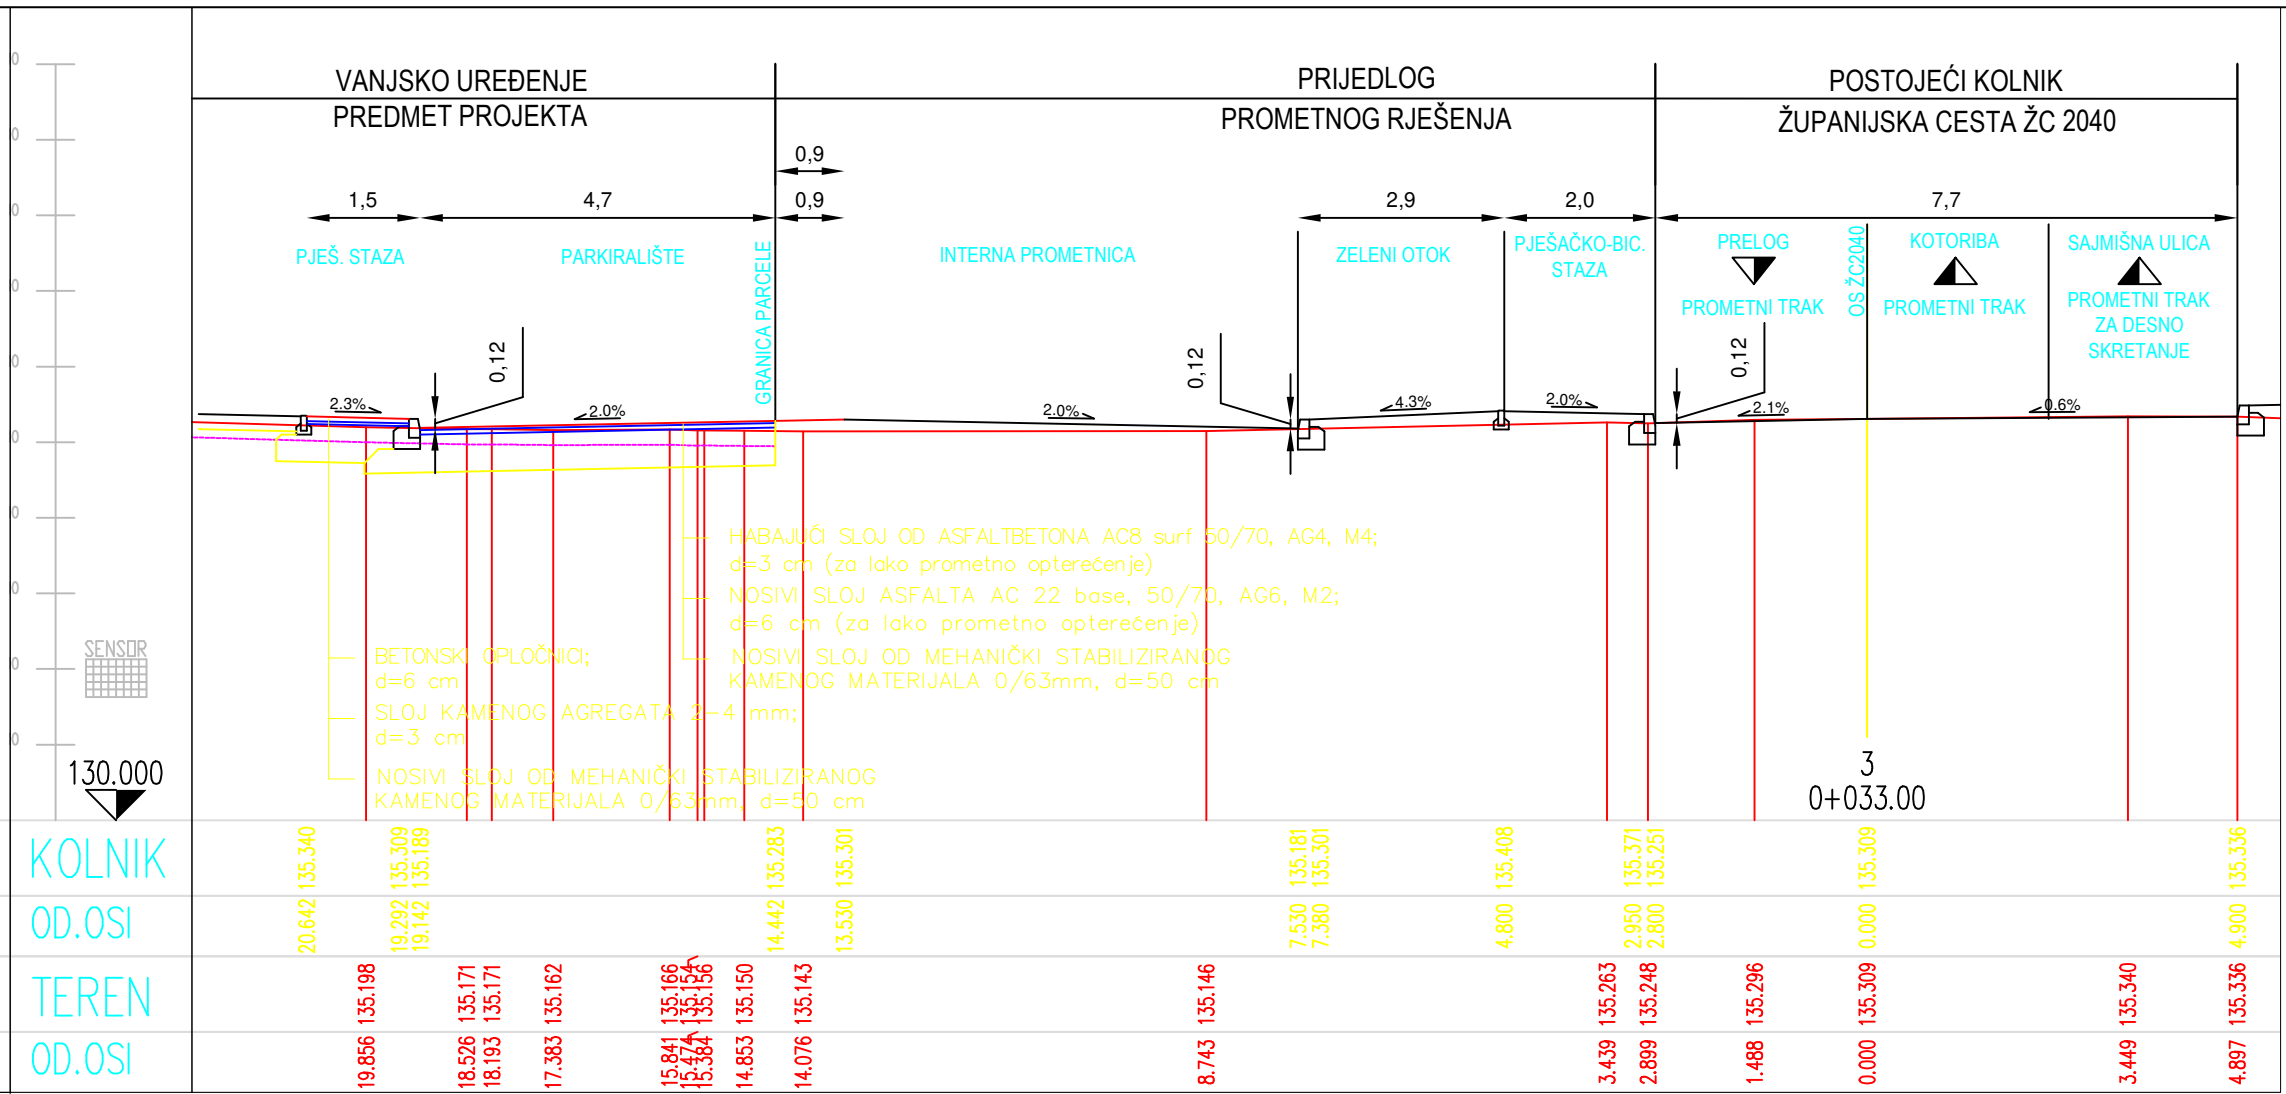 VANJSKO UREĐENJE
PREDMET PROJEKTA
PRIJEDLOG
PROMETNOG RJEŠENJA
POSTOJEĆI KOLNIK
ŽUPANIJSKA CESTA ŽC 2040
0,9
1,5
4,7
0,9
2,9
2,0
7,7
PJEŠ. STAZA
PARKIRALIŠTE
GRANICA PARCELE
INTERNA PROMETNICA
ZELENI OTOK
PJEŠAČKO-BIC.
STAZA
PRELOG
PROMETNI TRAK
OS ŽC2040
KOTORIBA
PROMETNI TRAK
SAJMIŠNA ULICA
PROMETNI TRAK
ZA DESNO
SKRETANJE
0,12
0,12
0,12
2.3%
2.0%
2.0%
4.3%
2.0%
2.1%
0.6%
HABAJUĆI SLOJ OD ASFALTBETONA AC8 surf 50/70, AG4, M4;
d=3 cm (za lako prometno opterećenje)
NOSIVI SLOJ ASFALTA AC 22 base, 50/70, AG6, M2;
d=6 cm (za lako prometno opterećenje)
NOSIVI SLOJ OD MEHANIČKI STABILIZIRANOG
KAMENOG MATERIJALA 0/63mm, d=50 cm
BETONSKI OPLOČNICI;
d=6 cm
SLOJ KAMENOG AGREGATA 2-4 mm;
d=3 cm
NOSIVI SLOJ OD MEHANIČKI STABILIZIRANOG
KAMENOG MATERIJALA 0/63mm, d=50 cm
SENSOR
130.000
3
0+033.00
KOLNIK
135.340 135.309 135.189 135.283 135.301 135.181 135.301 135.408 135.371 135.251 135.309 135.336
OD.OSI
20.642 19.292 19.142 14.442 13.530 7.530 7.380 4.800 2.950 2.800 0.000 4.900
TEREN
135.198 135.171 135.171 135.162 135.166 135.154 135.156 135.150 135.143 135.146 135.263 135.248 135.296 135.309 135.340 135.336
OD.OSI
19.856 18.526 18.193 17.383 15.841 15.474 15.384 14.853 14.076 8.743 3.439 2.899 1.488 0.000 3.449 4.897